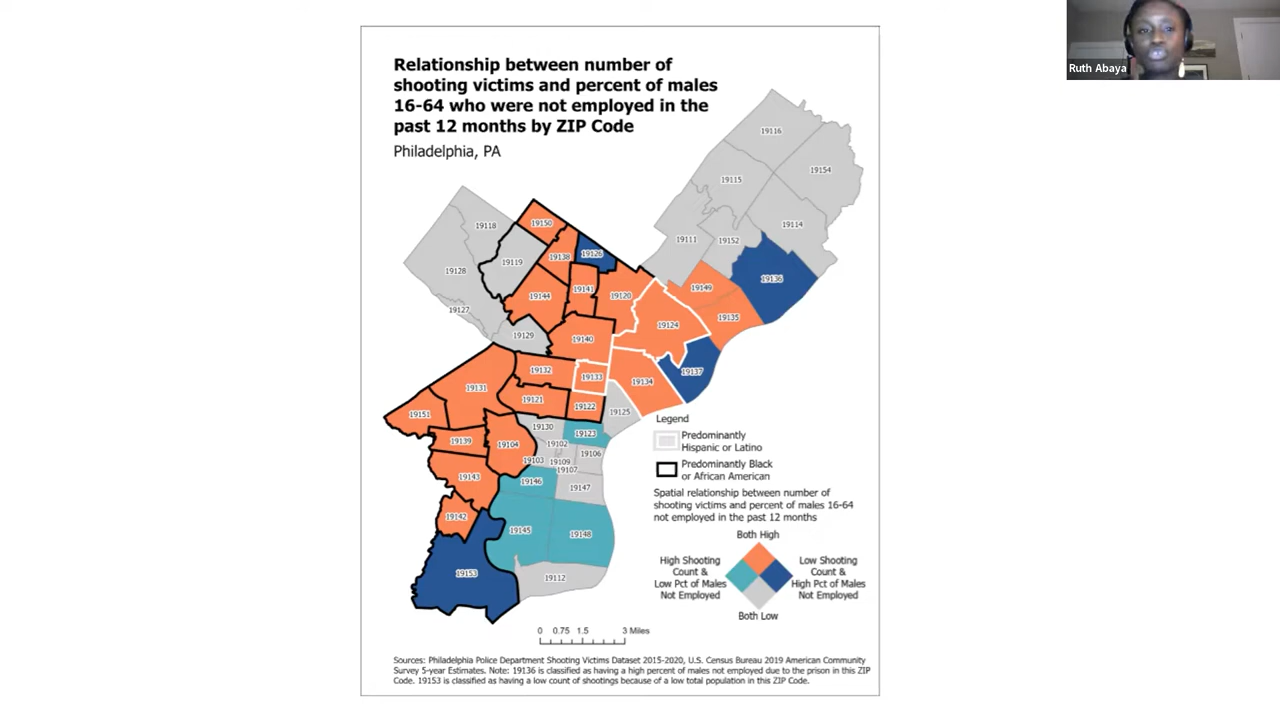 Relationship between number of
shooting victims and percent of males
16-64 who were not employed in the
past 12 months by ZIP Code
Philadelphia, PA
Ruth Abaya
19116
19154
19115
19114
19118
19150
19111
19152
19138
19126
19119
19128
19136
19141
19149
19144
19120
19127
19135
19124
19129
19140
19132
19133
19137
19134
19131
19121
19122
19125
19151
19130
19123
19139
19104
19102
19106
19103
19109
19107
19143
19146
19147
19142
19145
19148
19153
19112
Legend
Predominantly
Hispanic or Latino
Predominantly Black
or African American
Spatial relationship between number of
shooting victims and percent of males 16-64
not employed in the past 12 months
Both High
High Shooting
Count &
Low Pct of Males
Not Employed
Low Shooting
Count &
High Pct of Males
Not Employed
Both Low
0 0.75 1.5 3 Miles
Sources: Philadelphia Police Department Shooting Victims Dataset 2015-2020, U.S. Census Bureau 2019 American Community
Survey 5-year Estimates. Note: 19136 is classified as having a high percent of males not employed due to the prison in this ZIP
Code. 19153 is classified as having a low count of shootings because of a low total population in this ZIP Code.